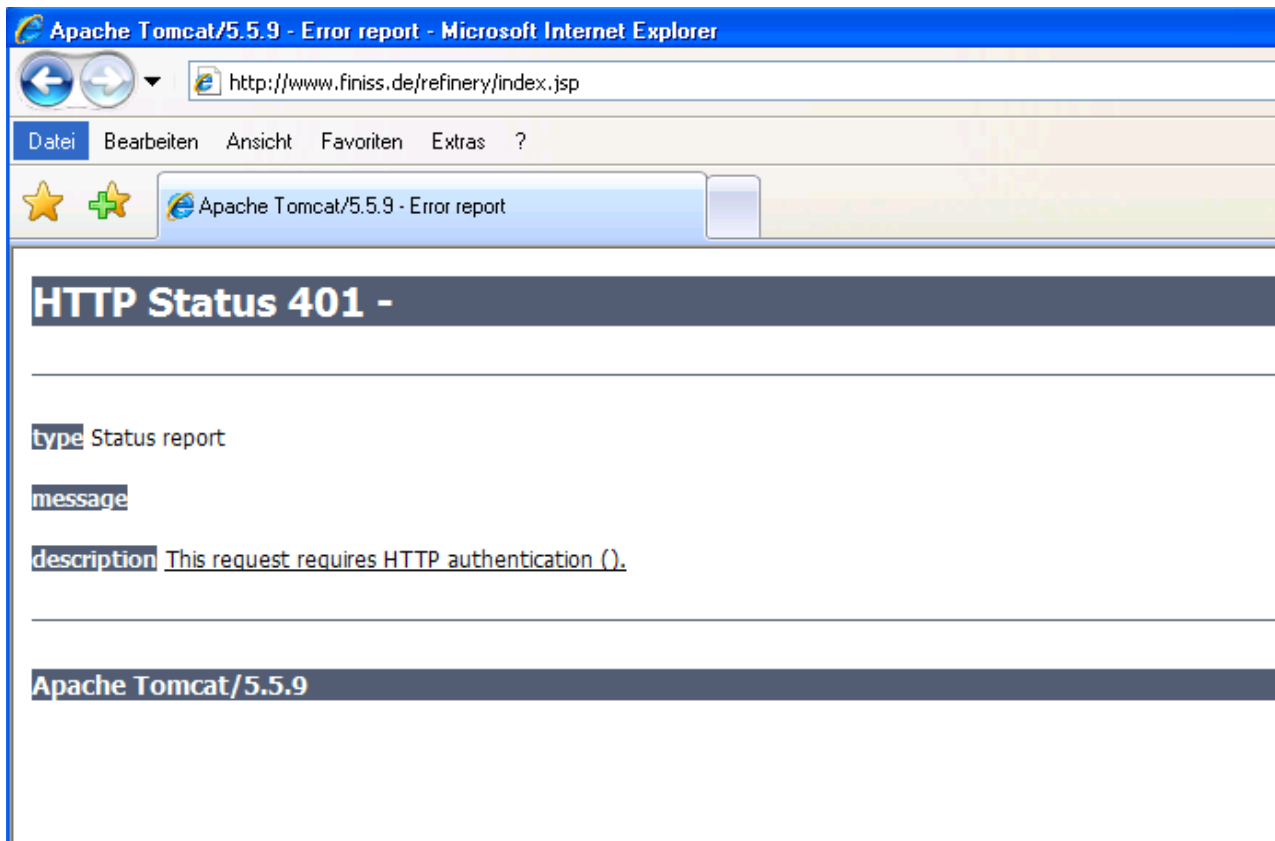 Apache Tomcat/5.5.9 - Error report - Microsoft Internet Explorer
http://www.finiss.de/refinery/index.jsp
Datei Bearbeiten Ansicht Favoriten Extras ?
Apache Tomcat/5.5.9 - Error report
HTTP Status 401 -
type Status report
message
description This request requires HTTP authentication ().
Apache Tomcat/5.5.9